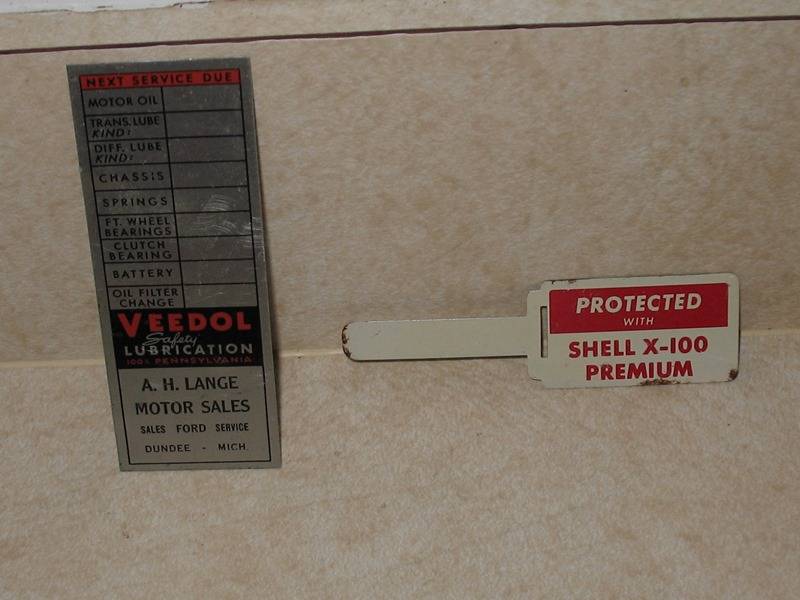 NEXT SERVICE DUE
MOTOR OIL
TRANS. LUBE
KIND:
DIFF. LUBE
KIND:
CHASSIS
SPRINGS
FT. WHEEL
BEARINGS
CLUTCH
BEARING
BATTERY
OIL FILTER
CHANGE
VEEDOL
Safety
LUBRICATION
100% PENNSYLVANIA
A. H. LANGE
MOTOR SALES
SALES FORD SERVICE
DUNDEE - MICH.
PROTECTED
WITH
SHELL X-100
PREMIUM